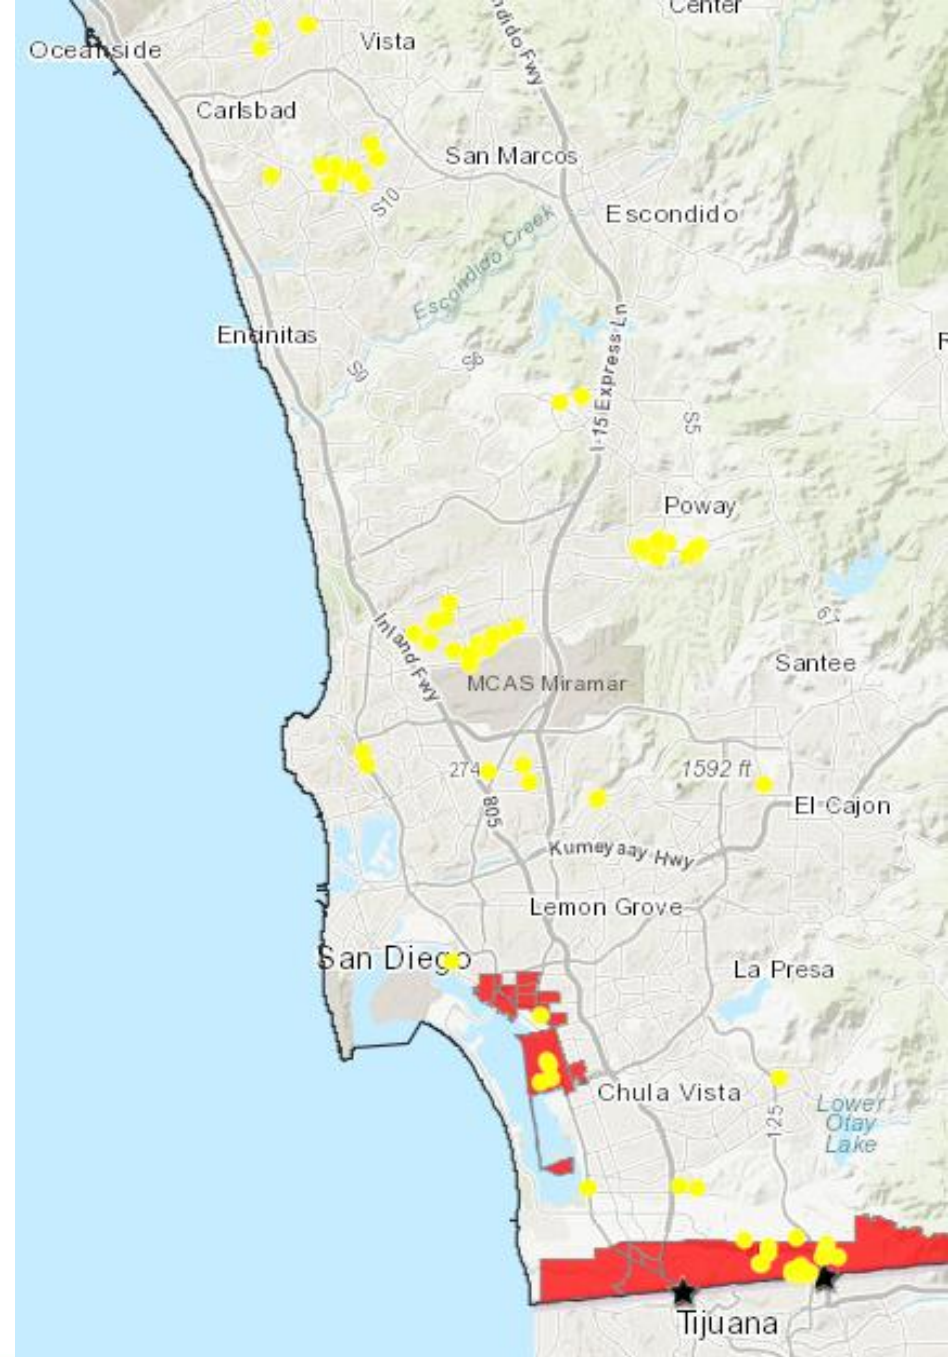 Center
Oceanside
Vista
Carlsbad
San Marcos
S10
Escondido
Escondido Creek
Encinitas
I-15 Express Ln
S9
S6
S5
Poway
67
Inland Fwy
Santee
MCAS Miramar
274
1592 ft
805
El Cajon
Kumeyaay Hwy
Lemon Grove
San Diego
La Presa
Chula Vista
125
Lower
Otay
Lake
Tijuana